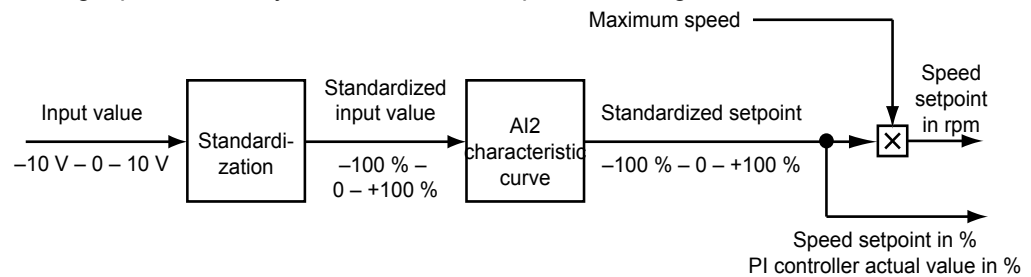 Maximum speed
Input value
–10 V – 0 – 10 V
Standardi-
zation
Standardized
input value
–100 % –
0 – +100 %
AI2
characteristic
curve
Standardized setpoint
–100 % – 0 – +100 %
×
Speed
setpoint
in rpm
Speed setpoint in %
PI controller actual value in %